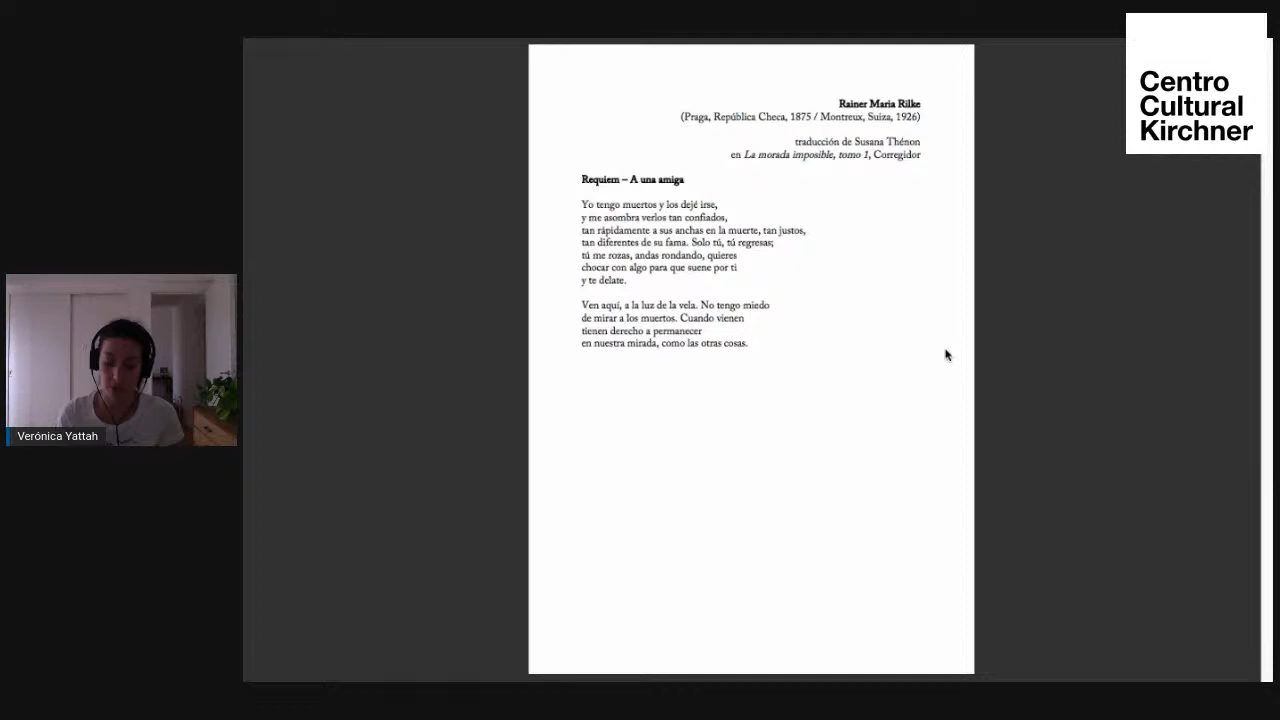 Centro
Cultural
Kirchner
Rainer Maria Rilke
(Praga, República Checa, 1875 / Montreux, Suiza, 1926)
traducción de Susana Thénon
en La morada imposible, tomo 1, Corregidor
Requiem – A una amiga
Yo tengo muertos y los dejé irse,
y me asombra verlos tan confiados,
tan rápidamente a sus anchas en la muerte, tan justos,
tan diferentes de su fama. Solo tú, tú regresas;
tú me rozas, andas rondando, quieres
chocar con algo para que suene por ti
y te delate.
Ven aquí, a la luz de la vela. No tengo miedo
de mirar a los muertos. Cuando vienen
tienen derecho a permanecer
en nuestra mirada, como las otras cosas.
Verónica Yattah